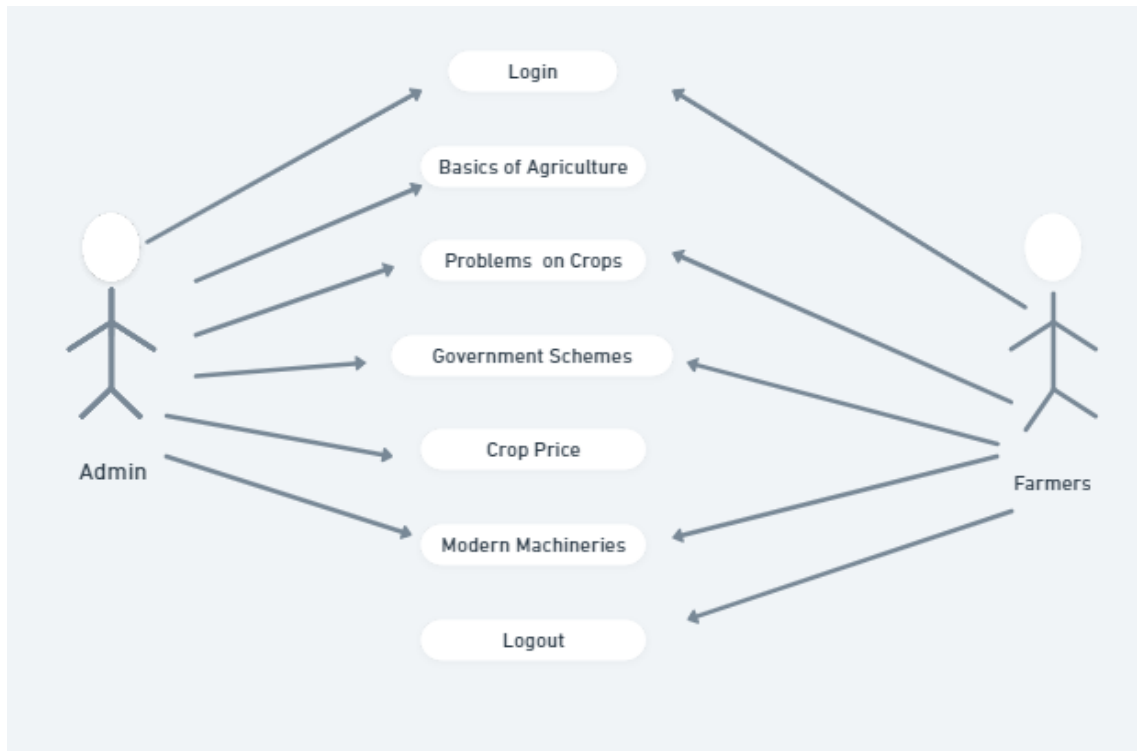 Login
Basics of Agriculture
Problems on Crops
Government Schemes
Crop Price
Admin
Farmers
Modern Machineries
Logout